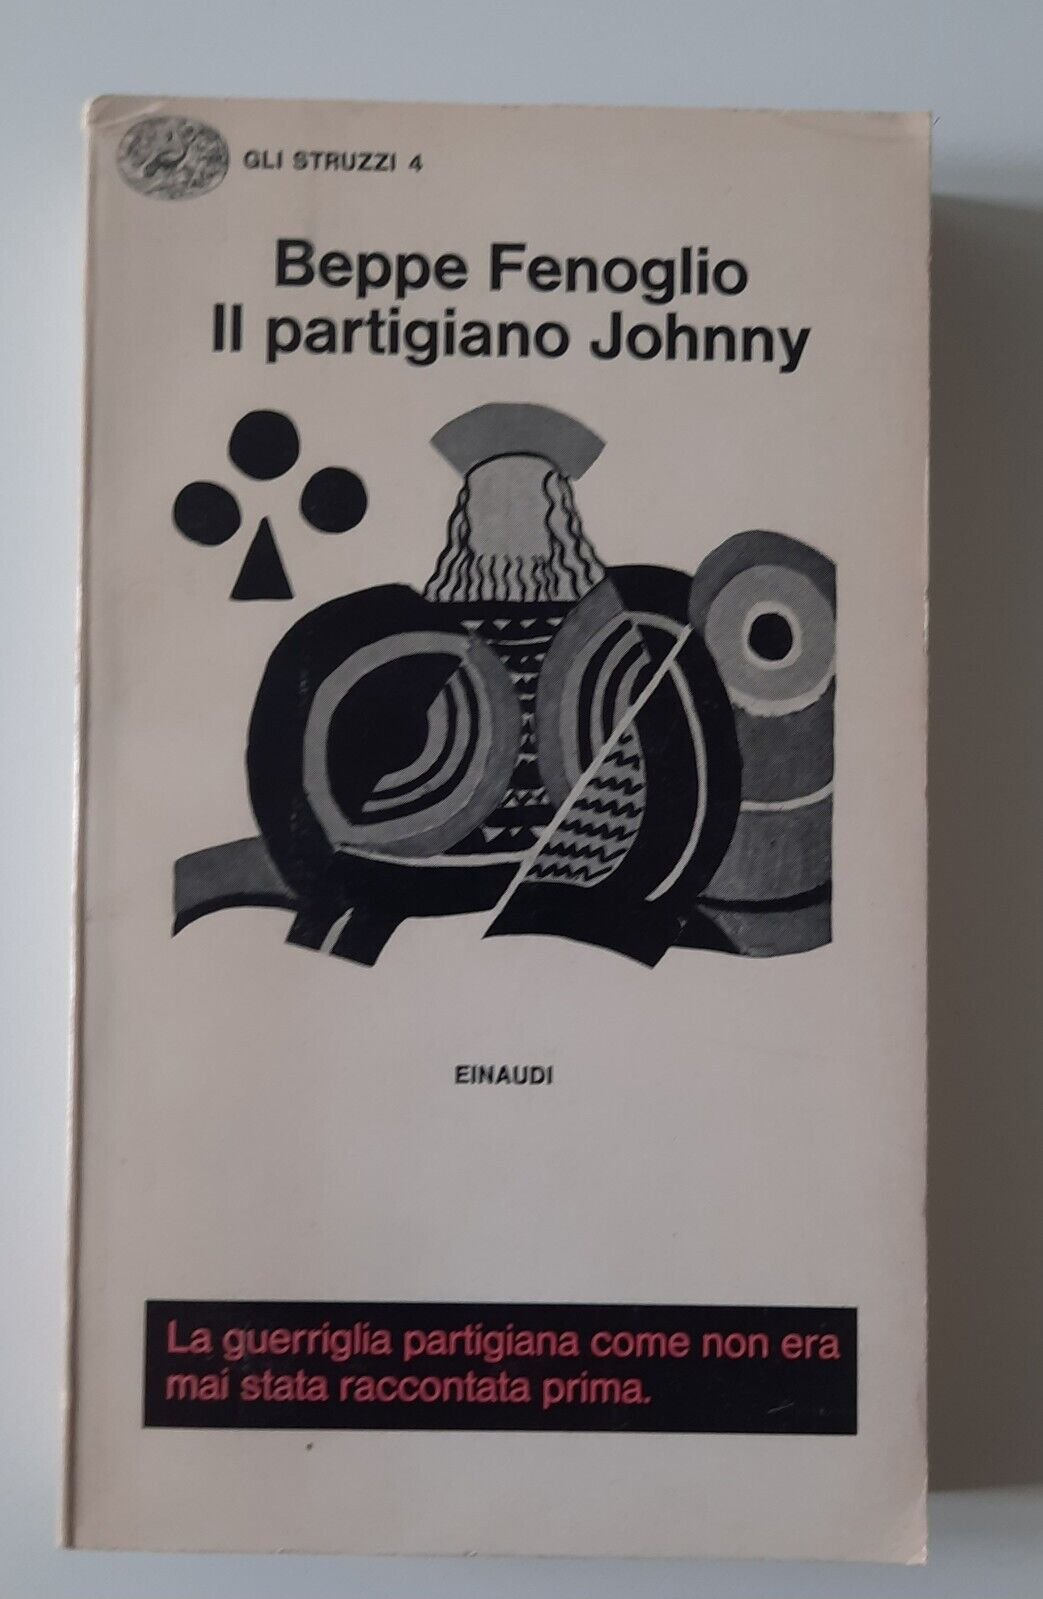 GLI STRUZZI 4
Beppe Fenoglio
Il partigiano Johnny
EINAUDI
La guerriglia partigiana come non era
mai stata raccontata prima.